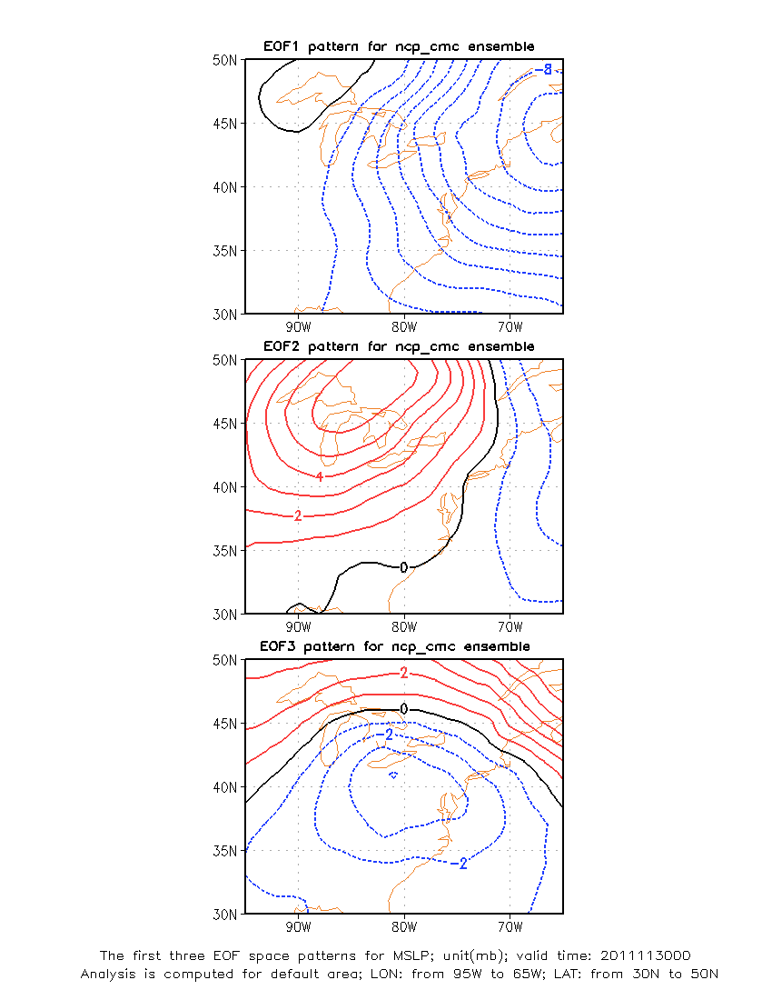 EOF1 pattern for ncp_cmc ensemble
50N
-8
45N
40N
35N
30N
90W 80W 70W
EOF2 pattern for ncp_cmc ensemble
50N
45N
4
40N
2
35N
0
30N
90W 80W 70W
EOF3 pattern for ncp_cmc ensemble
50N
2
0
45N
-2
40N
35N
-2
30N
90W 80W 70W
The first three EOF space patterns for MSLP; unit(mb); valid time: 2011113000
Analysis is computed for default area; LON: from 95W to 65W; LAT: from 30N to 50N